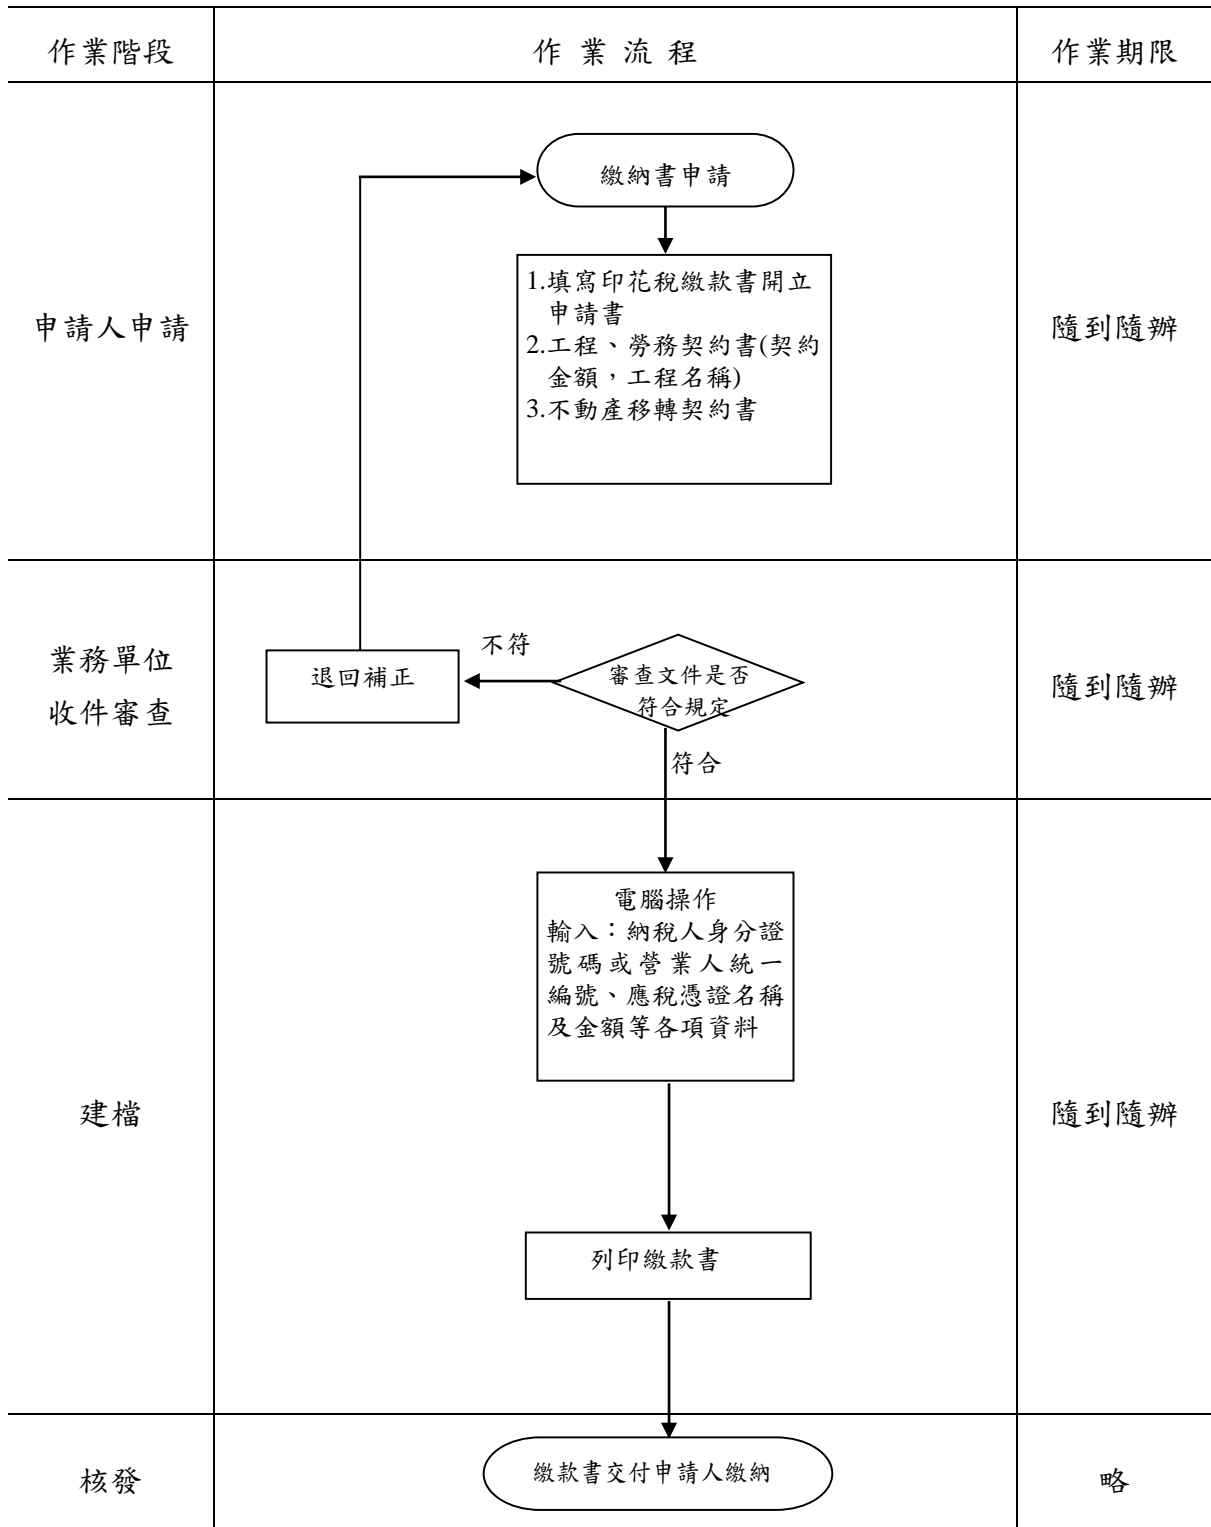 作業階段
作 業 流 程
作業期限
申請人申請
繳納書申請
1.填寫印花稅繳款書開立
申請書
2.工程、勞務契約書(契約
金額，工程名稱)
3.不動產移轉契約書
隨到隨辦
業務單位
收件審查
退回補正
不符
審查文件是否
符合規定
符合
隨到隨辦
建檔
電腦操作
輸入：納稅人身分證
號碼或營業人統一
編號、應稅憑證名稱
及金額等各項資料
列印繳款書
隨到隨辦
核發
繳款書交付申請人繳納
略